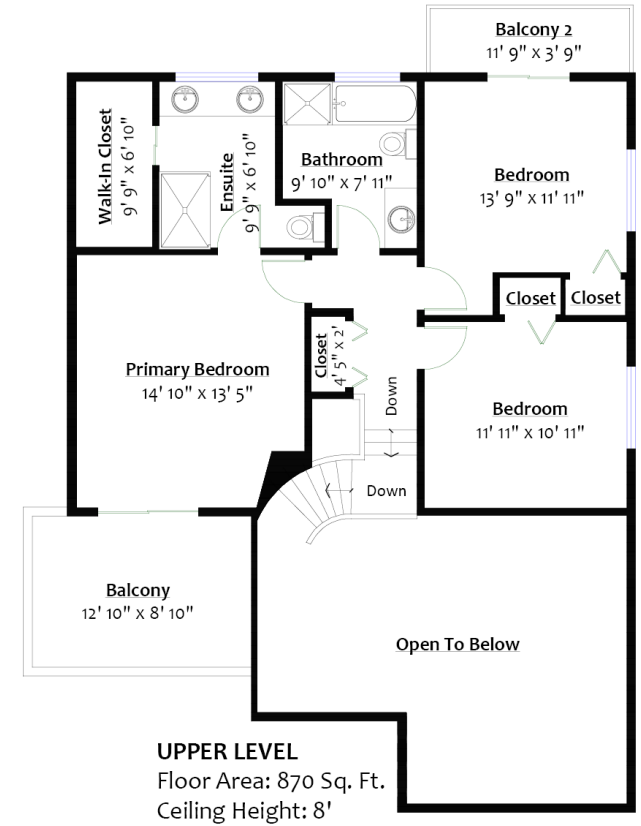 Balcony 2
11' 9" x 3' 9"
Walk-In Closet
9' 9" x 6' 10"
Ensuite
9' 9" x 6' 10"
Bathroom
9' 10" x 7' 11"
Bedroom
13' 9" x 11' 11"
Closet
Closet
Primary Bedroom
14' 10" x 13' 5"
Closet
4' 5" x 2'
Down
Bedroom
11' 11" x 10' 11"
Down
Balcony
12' 10" x 8' 10"
Open To Below
UPPER LEVEL
Floor Area: 870 Sq. Ft.
Ceiling Height: 8'